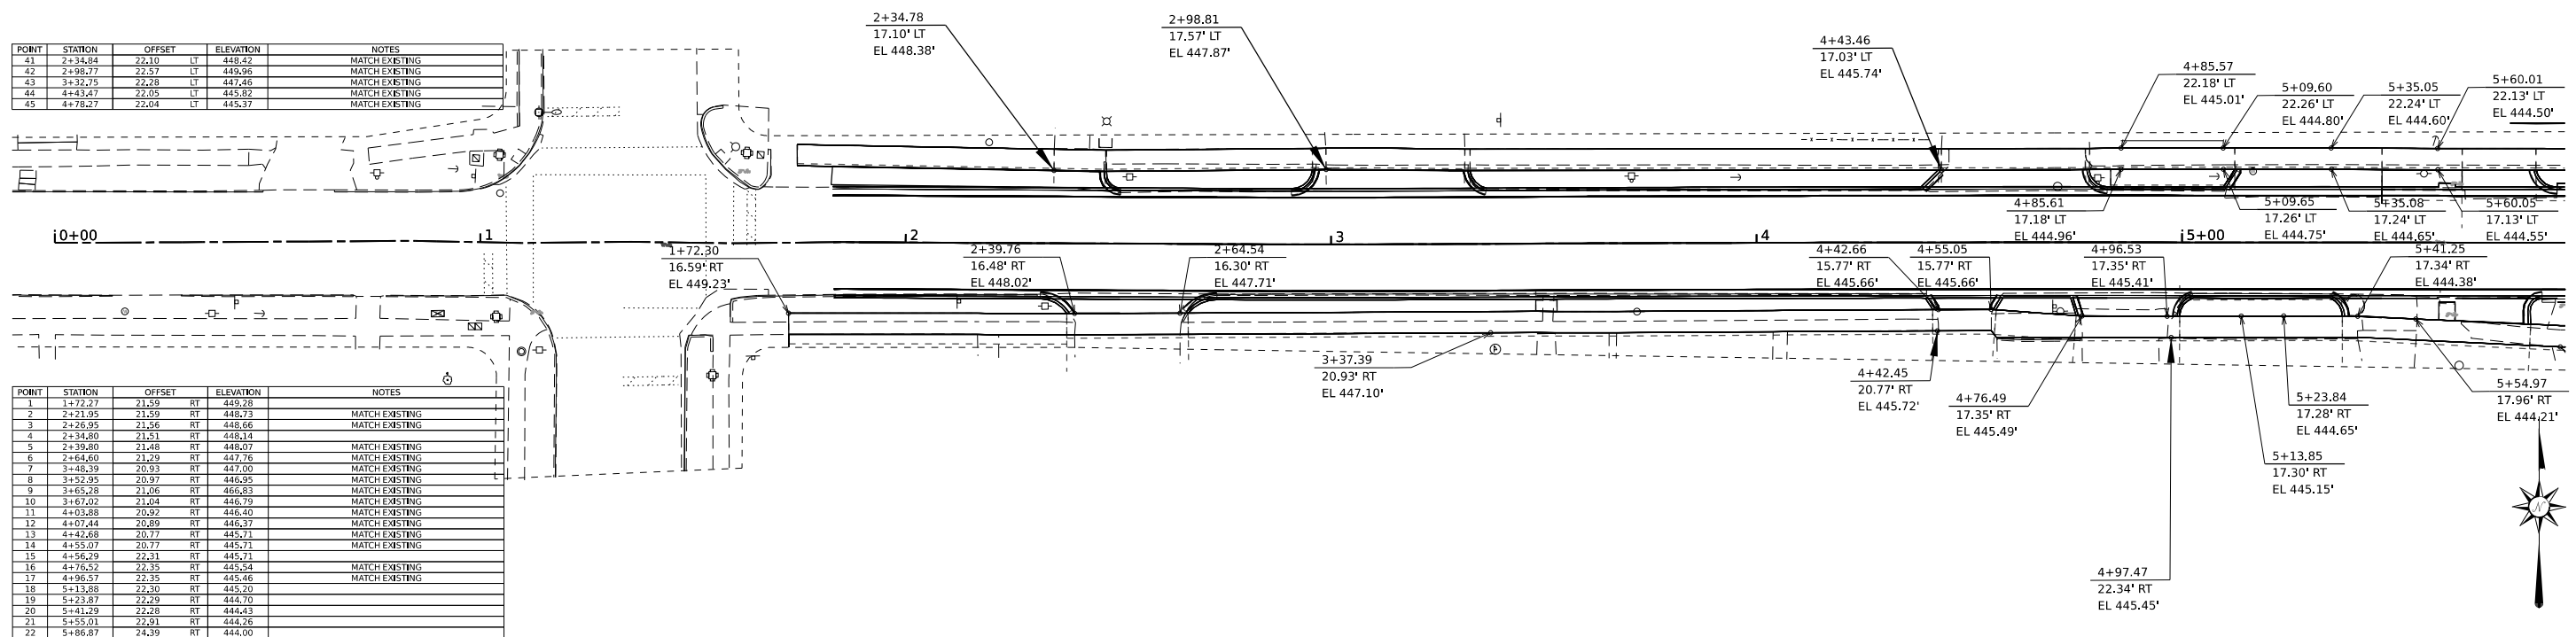 POINT STATION OFFSET ELEVATION NOTES
41 2+34.84 22.10 LT 448.42 MATCH EXISTING
42 2+98.77 22.57 LT 449.96 MATCH EXISTING
43 3+32.75 22.28 LT 447.46 MATCH EXISTING
44 4+43.47 22.05 LT 445.82 MATCH EXISTING
45 4+78.27 22.04 LT 445.37 MATCH EXISTING
2+34.78
17.10' LT
EL 448.38'
2+98.81
17.57' LT
EL 447.87'
4+43.46
17.03' LT
EL 445.74'
4+85.57
22.18' LT
EL 445.01'
5+09.60
22.26' LT
EL 444.80'
5+35.05
22.24' LT
EL 444.60'
5+60.01
22.13' LT
EL 444.50'
4+85.61
17.18' LT
EL 444.96'
5+09.65
17.26' LT
EL 444.75'
5+35.08
17.24' LT
EL 444.65'
5+60.05
17.13' LT
EL 444.55'
0+00 1 2 3 4 5+00
1+72.30
16.59' RT
EL 449.23'
2+39.76
16.48' RT
EL 448.02'
2+64.54
16.30' RT
EL 447.71'
4+42.66
15.77' RT
EL 445.66'
4+55.05
15.77' RT
EL 445.66'
4+96.53
17.35' RT
EL 445.41'
5+41.25
17.34' RT
EL 444.38'
3+37.39
20.93' RT
EL 447.10'
4+42.45
20.77' RT
EL 445.72'
4+76.49
17.35' RT
EL 445.49'
5+23.84
17.28' RT
EL 444.65'
5+54.97
17.96' RT
EL 444.21'
5+13.85
17.30' RT
EL 445.15'
4+97.47
22.34' RT
EL 445.45'
N
POINT STATION OFFSET ELEVATION NOTES
1 1+72.27 21.59 RT 449.28
2 2+21.95 21.59 RT 448.73 MATCH EXISTING
3 2+26.95 21.56 RT 448.66 MATCH EXISTING
4 2+34.80 21.51 RT 448.14
5 2+39.80 21.48 RT 448.07 MATCH EXISTING
6 2+64.60 21.29 RT 447.76 MATCH EXISTING
7 3+48.39 20.93 RT 447.00 MATCH EXISTING
8 3+52.95 20.97 RT 446.95 MATCH EXISTING
9 3+65.28 21.06 RT 466.83 MATCH EXISTING
10 3+67.02 21.04 RT 446.79 MATCH EXISTING
11 4+03.88 20.92 RT 446.40 MATCH EXISTING
12 4+07.44 20.89 RT 446.37 MATCH EXISTING
13 4+42.68 20.77 RT 445.71 MATCH EXISTING
14 4+55.07 20.77 RT 445.71 MATCH EXISTING
15 4+56.29 22.31 RT 445.71
16 4+76.52 22.35 RT 445.54 MATCH EXISTING
17 4+96.57 22.35 RT 445.46 MATCH EXISTING
18 5+13.88 22.30 RT 445.20
19 5+23.87 22.29 RT 444.70
20 5+41.29 22.28 RT 444.43
21 5+55.01 22.91 RT 444.26
22 5+86.87 24.39 RT 444.00